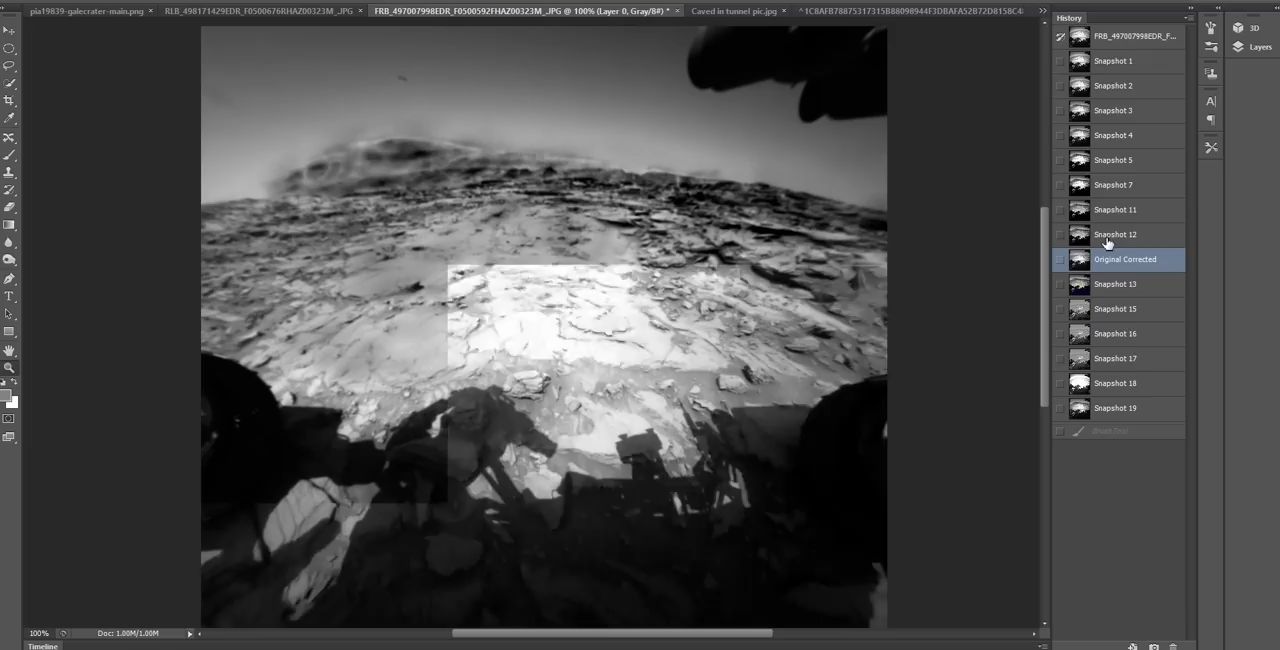 pia19839-galecrater-main.png × RLB_498171429EDR_F0500676RHAZ00323M_.JPG × FRB_497007998EDR_F0500592FHAZ00323M_.JPG @ 100% (Layer 0, Gray/8#) * × Caved in tunnel pic.jpg ×
History
FRB_497007998EDR_F...
Snapshot 1
Snapshot 2
Snapshot 3
Snapshot 4
Snapshot 5
Snapshot 7
Snapshot 11
Snapshot 12
Original Corrected
Snapshot 13
Snapshot 15
Snapshot 16
Snapshot 17
Snapshot 18
Snapshot 19
Brush Tool
3D
Layers
100%
Doc: 1.00M/1.00M
Timeline